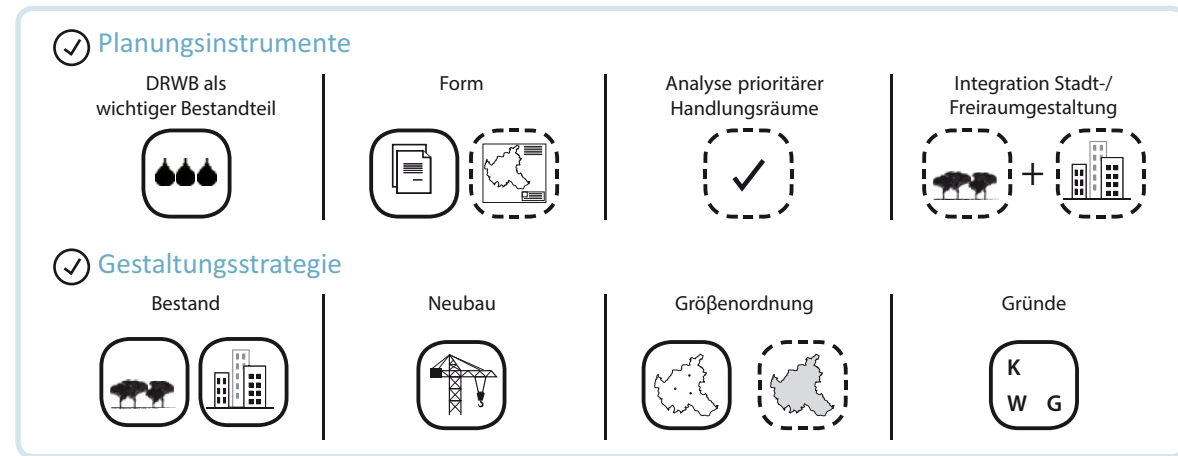 Planungsinstrumente
DRWB als
wichtiger Bestandteil
Form
Analyse prioritärer
Handlungsräume
Integration Stadt-/
Freiraumgestaltung
+
Gestaltungsstrategie
Bestand
Neubau
Größenordnung
Gründe
K
W G